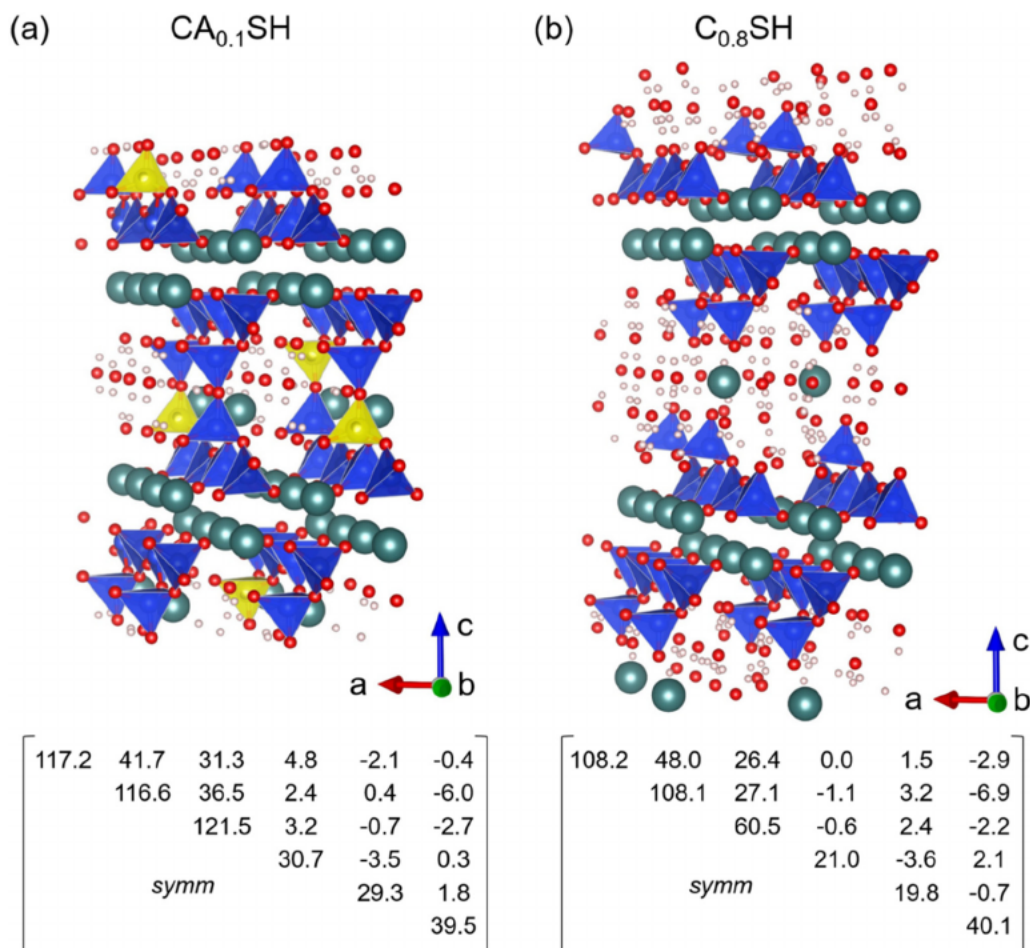 (a) CA0.1SH
(b) C0.8SH
c
a b
c
a b
117.2 41.7 31.3 4.8 -2.1 -0.4
116.6 36.5 2.4 0.4 -6.0
121.5 3.2 -0.7 -2.7
30.7 -3.5 0.3
symm 29.3 1.8
39.5
108.2 48.0 26.4 0.0 1.5 -2.9
108.1 27.1 -1.1 3.2 -6.9
60.5 -0.6 2.4 -2.2
21.0 -3.6 2.1
symm 19.8 -0.7
40.1